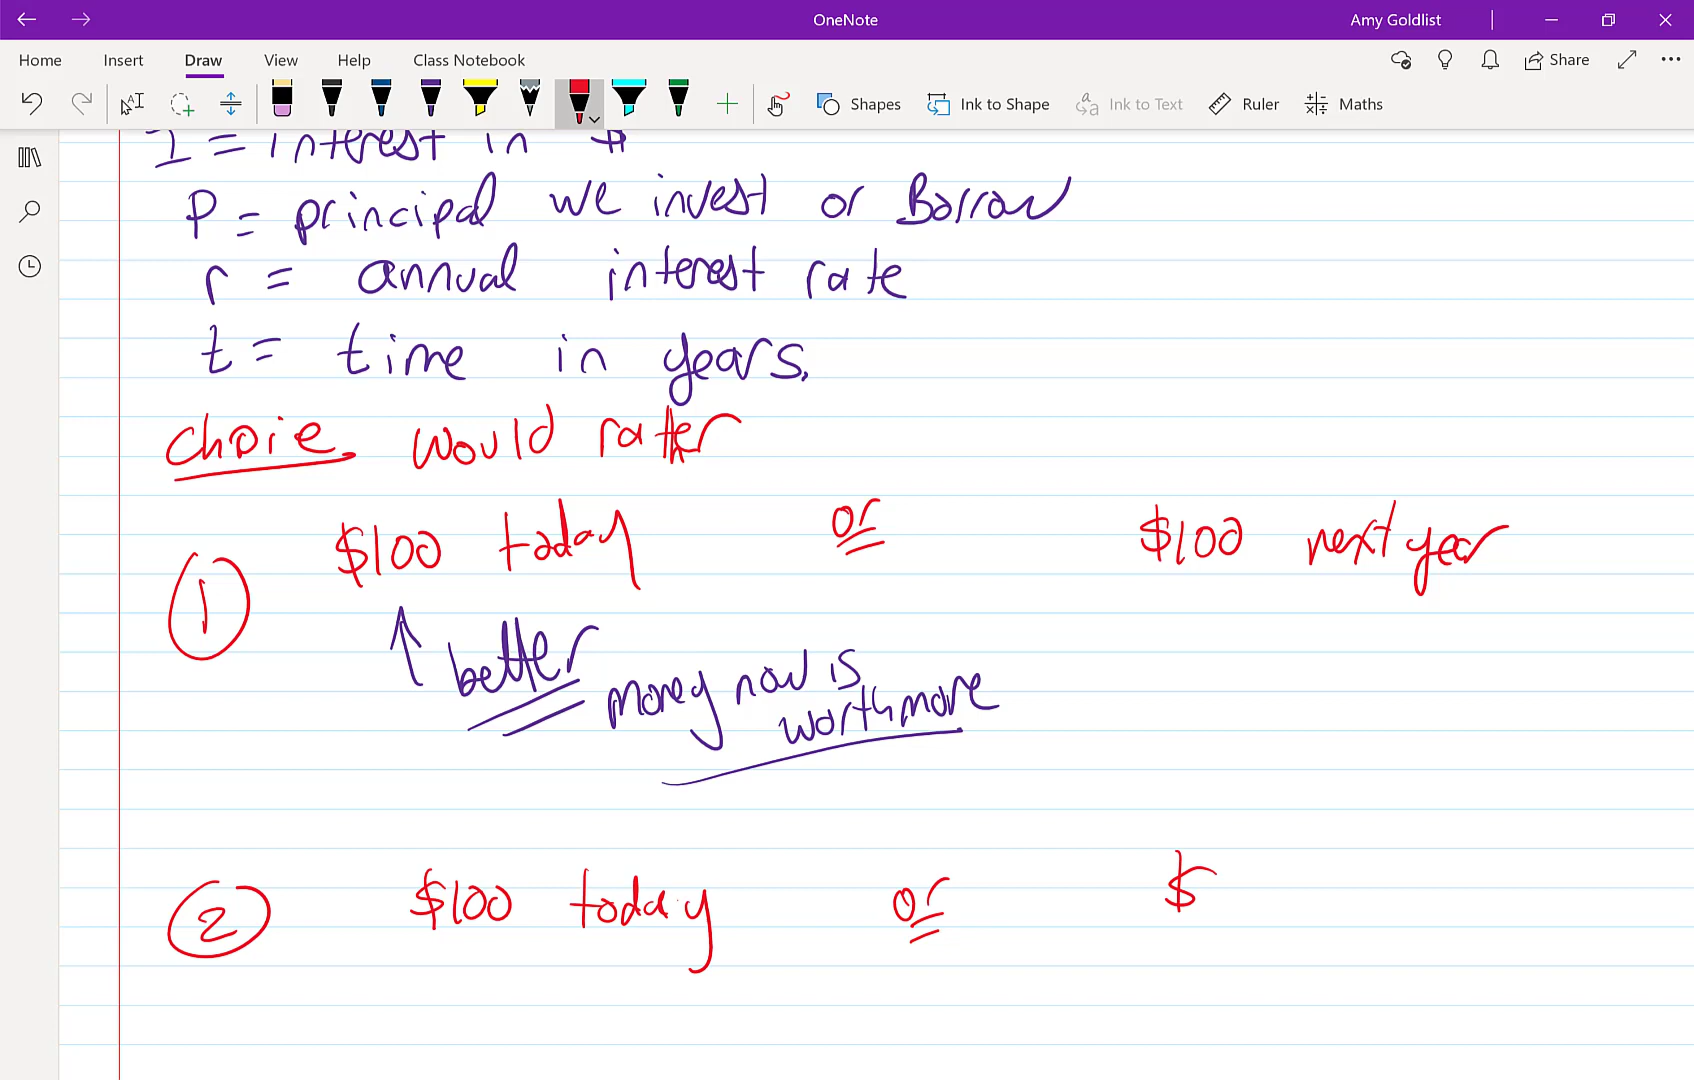 OneNote
Amy Goldlist
Home Insert Draw View Help Class Notebook
Share
Shapes Ink to Shape Ink to Text Ruler Maths
I = interest in $
P = principal we invest or Borrow
r = annual interest rate
t = time in years.
choie would rather
① $100 today or $100 next year
↑ better money now is
worth more
② $100 today or $